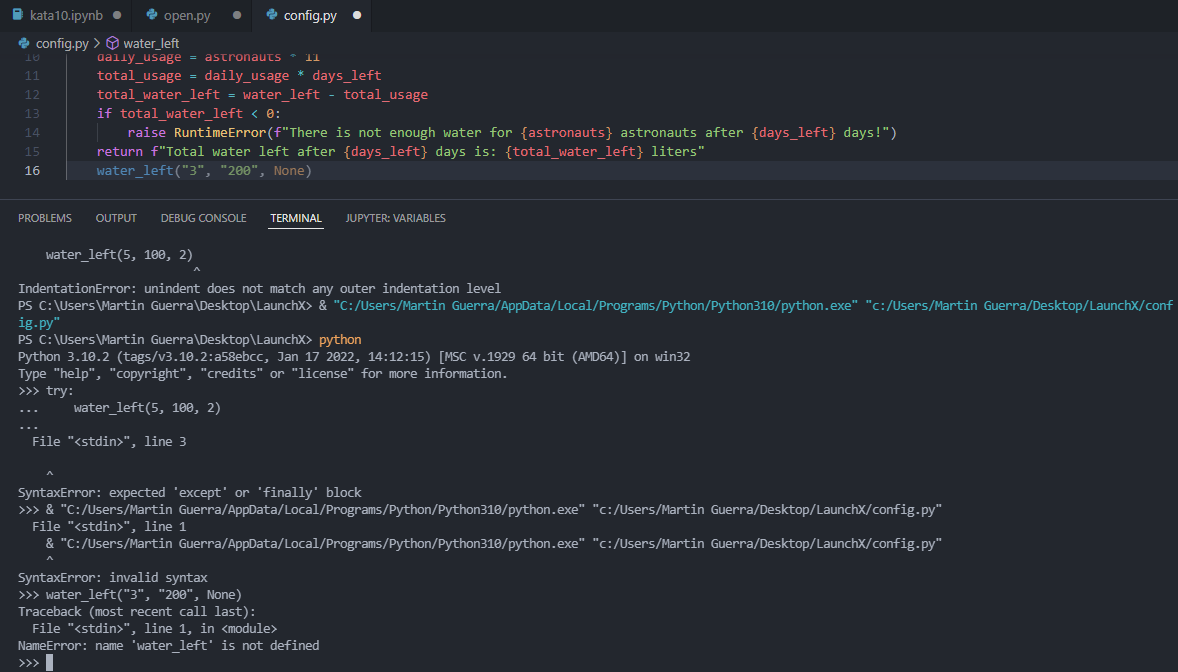 kata10.ipynb ● open.py ● config.py ●
config.py > water_left
10 daily_usage = astronauts * 11
11 total_usage = daily_usage * days_left
12 total_water_left = water_left - total_usage
13 if total_water_left < 0:
14 raise RuntimeError(f"There is not enough water for {astronauts} astronauts after {days_left} days!")
15 return f"Total water left after {days_left} days is: {total_water_left} liters"
16 water_left("3", "200", None)
PROBLEMS OUTPUT DEBUG CONSOLE TERMINAL JUPYTER: VARIABLES
water_left(5, 100, 2)
^
IndentationError: unindent does not match any outer indentation level
PS C:\Users\Martin Guerra\Desktop\LaunchX> & "C:/Users/Martin Guerra/AppData/Local/Programs/Python/Python310/python.exe" "c:/Users/Martin Guerra/Desktop/LaunchX/conf
ig.py"
PS C:\Users\Martin Guerra\Desktop\LaunchX> python
Python 3.10.2 (tags/v3.10.2:a58ebcc, Jan 17 2022, 14:12:15) [MSC v.1929 64 bit (AMD64)] on win32
Type "help", "copyright", "credits" or "license" for more information.
>>> try:
... water_left(5, 100, 2)
...
File "<stdin>", line 3
^
SyntaxError: expected 'except' or 'finally' block
>>> & "C:/Users/Martin Guerra/AppData/Local/Programs/Python/Python310/python.exe" "c:/Users/Martin Guerra/Desktop/LaunchX/config.py"
File "<stdin>", line 1
& "C:/Users/Martin Guerra/AppData/Local/Programs/Python/Python310/python.exe" "c:/Users/Martin Guerra/Desktop/LaunchX/config.py"
^
SyntaxError: invalid syntax
>>> water_left("3", "200", None)
Traceback (most recent call last):
File "<stdin>", line 1, in <module>
NameError: name 'water_left' is not defined
>>>